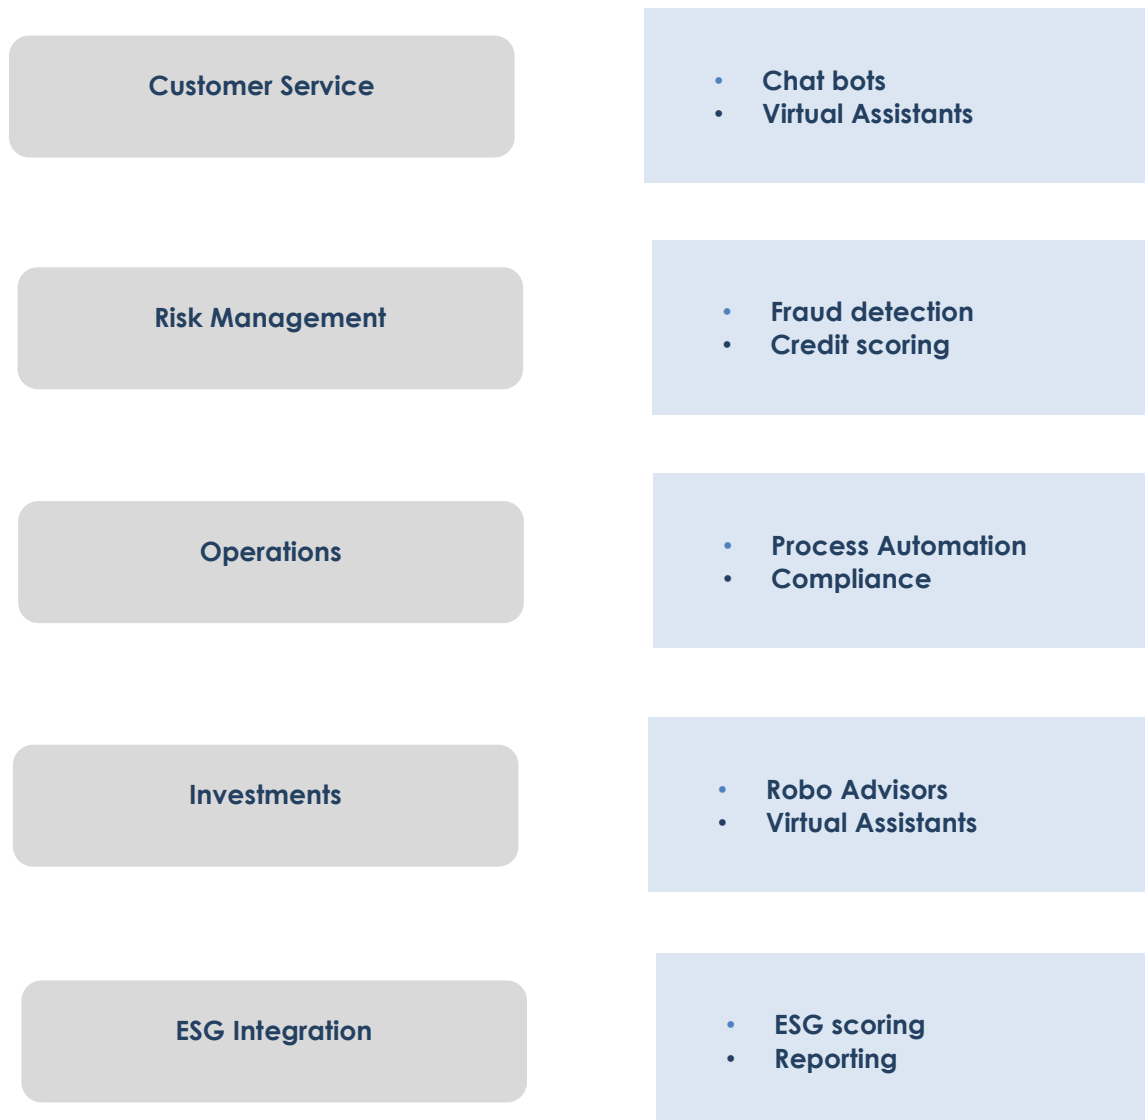 Customer Service
• Chat bots
• Virtual Assistants
Risk Management
• Fraud detection
• Credit scoring
Operations
• Process Automation
• Compliance
Investments
• Robo Advisors
• Virtual Assistants
ESG Integration
• ESG scoring
• Reporting